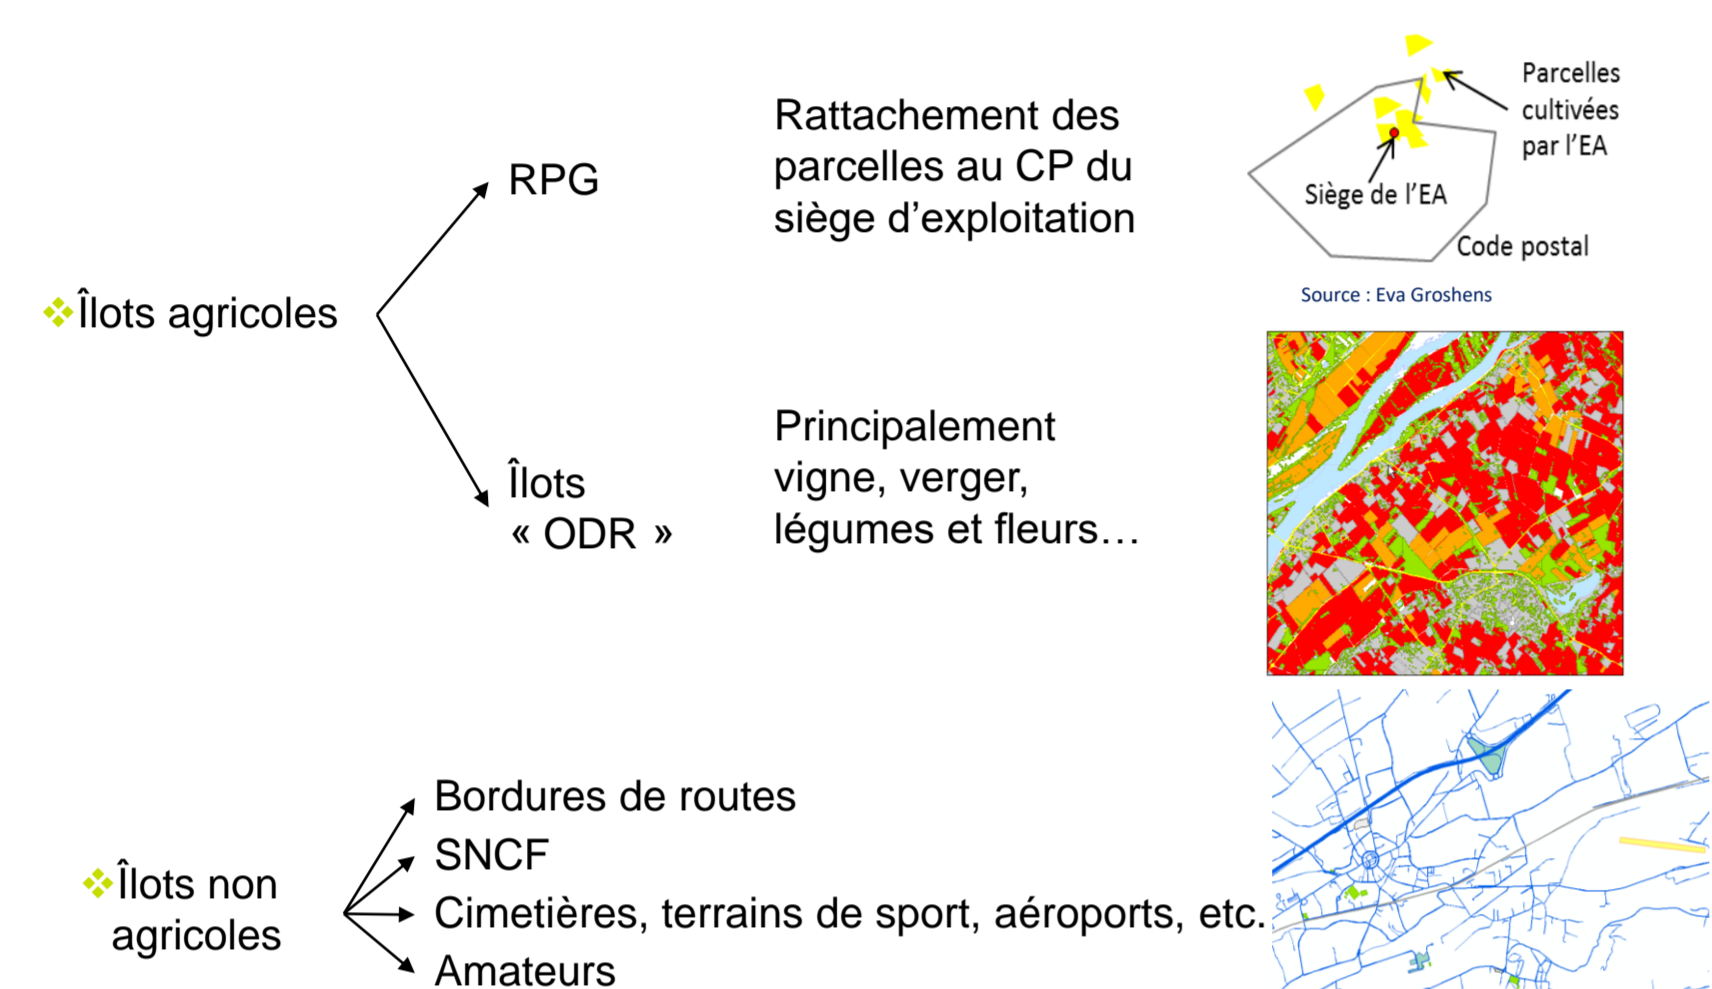 Îlots agricoles
RPG
Rattachement des
parcelles au CP du
siège d’exploitation
Parcelles
cultivées
par l’EA
Siège de l’EA
Code postal
Source : Eva Groshens
Îlots
« ODR »
Principalement
vigne, verger,
légumes et fleurs…
Îlots non
agricoles
Bordures de routes
SNCF
Cimetières, terrains de sport, aéroports, etc.
Amateurs